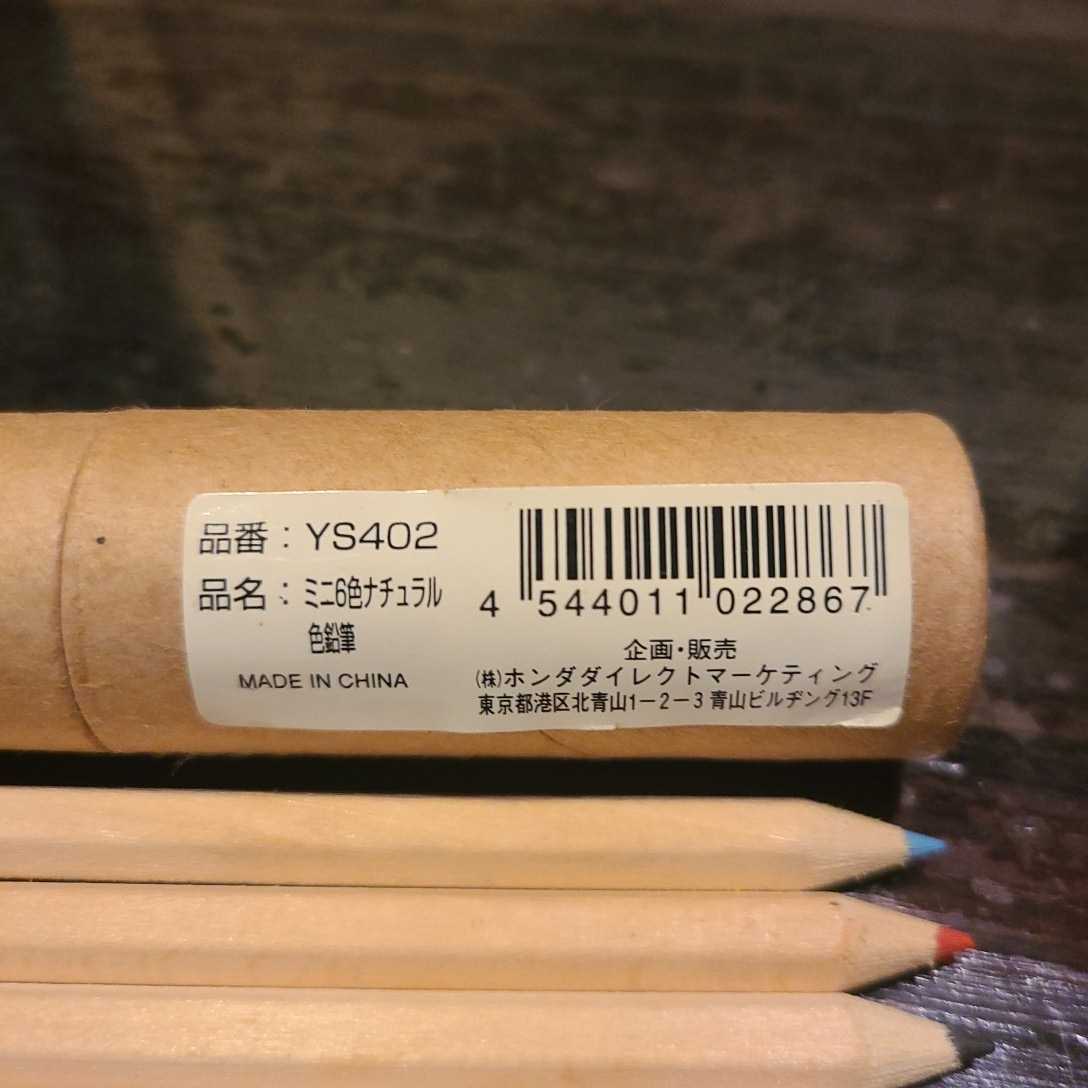 品番：YS402
品名：ミニ6色ナチュラル
色鉛筆
MADE IN CHINA
4 544011 022867
企画・販売
(株)ホンダダイレクトマーケティング
東京都港区北青山1－2－3 青山ビルヂング13F